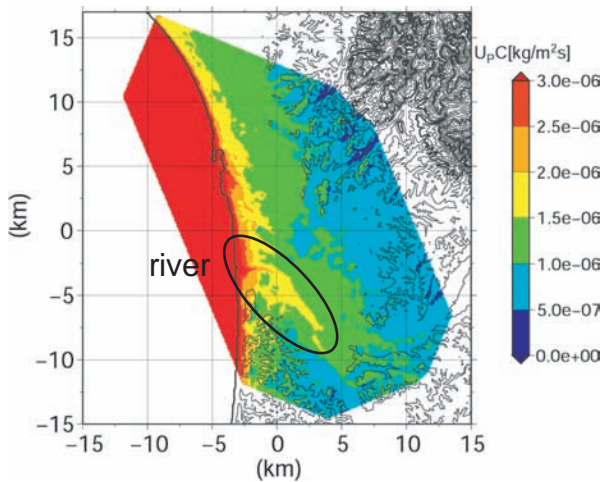 U_PC[kg/m²s]
15
10
5
0
−5
−10
−15
(km)
river
−15 −10 −5 0 5 10 15
(km)
3.0e−06
2.5e−06
2.0e−06
1.5e−06
1.0e−06
5.0e−07
0.0e+00